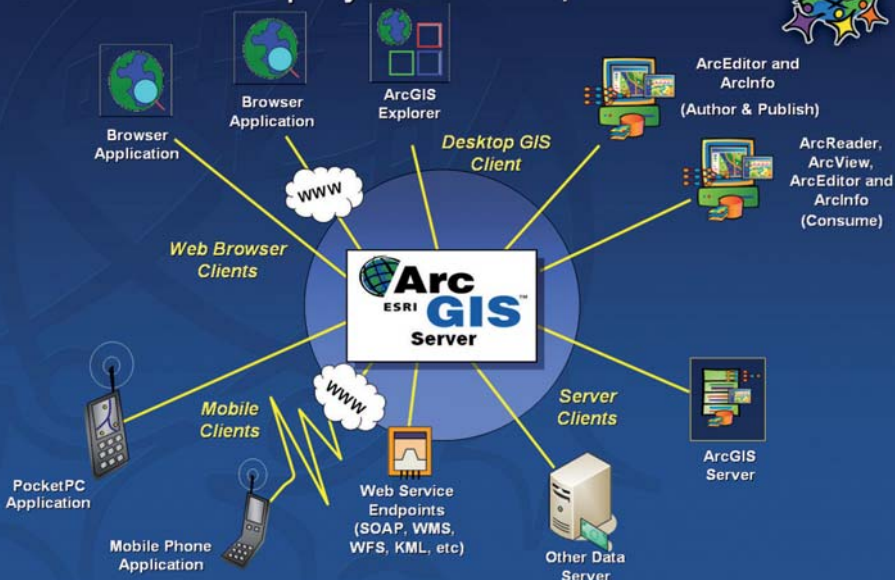 Browser
Application
Browser
Application
ArcGIS
Explorer
Desktop GIS
Client
ArcEditor and
ArcInfo
(Author & Publish)
ArcReader,
ArcView,
ArcEditor and
ArcInfo
(Consume)
WWW
Web Browser
Clients
Arc
ESRI GIS™
Server
WWW
Mobile
Clients
Server
Clients
PocketPC
Application
Mobile Phone
Application
Web Service
Endpoints
(SOAP, WMS,
WFS, KML, etc)
Other Data
Server
ArcGIS
Server